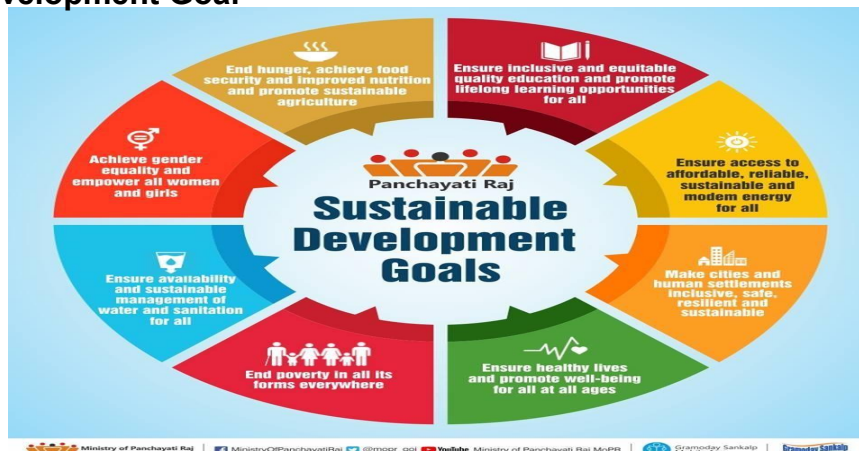 velopment Goal
End hunger, achieve food
security and improved nutrition
and promote sustainable
agriculture
Ensure inclusive and equitable
quality education and promote
lifelong learning opportunities
for all
Achieve gender
equality and
empower all women
and girls
Ensure access to
affordable, reliable,
sustainable and
modem energy
for all
Panchayati Raj
Sustainable
Development
Goals
Ensure availability
and sustainable
management of
water and sanitation
for all
Make cities and
human settlements
inclusive, safe,
resilient and
sustainable
End poverty in all its
forms everywhere
Ensure healthy lives
and promote well-being
for all at all ages
Ministry of Panchayati Raj MinistryOfPanchayatiRaj @mopr_goi YouTube Ministry of Panchayati Raj MoPR Gramoday Sankalp Gramoday Sankalp